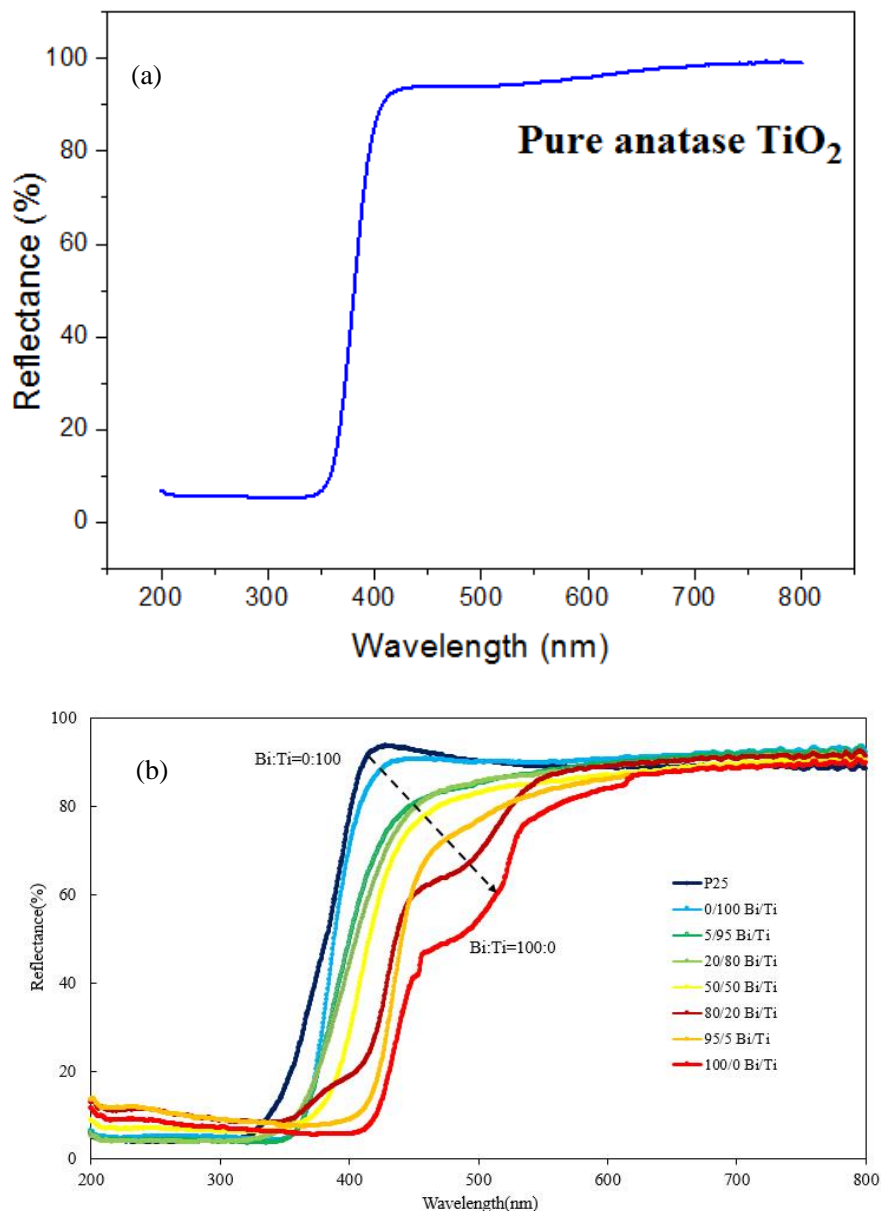 (a)
Pure anatase TiO₂
Reflectance (%)
100
80
60
40
20
0
200 300 400 500 600 700 800
Wavelength (nm)
(b)
Bi:Ti=0:100
Bi:Ti=100:0
Reflectance(%)
100
80
60
40
20
0
P25
0/100 Bi/Ti
5/95 Bi/Ti
20/80 Bi/Ti
50/50 Bi/Ti
80/20 Bi/Ti
95/5 Bi/Ti
100/0 Bi/Ti
200 300 400 500 600 700 800
Wavelength(nm)